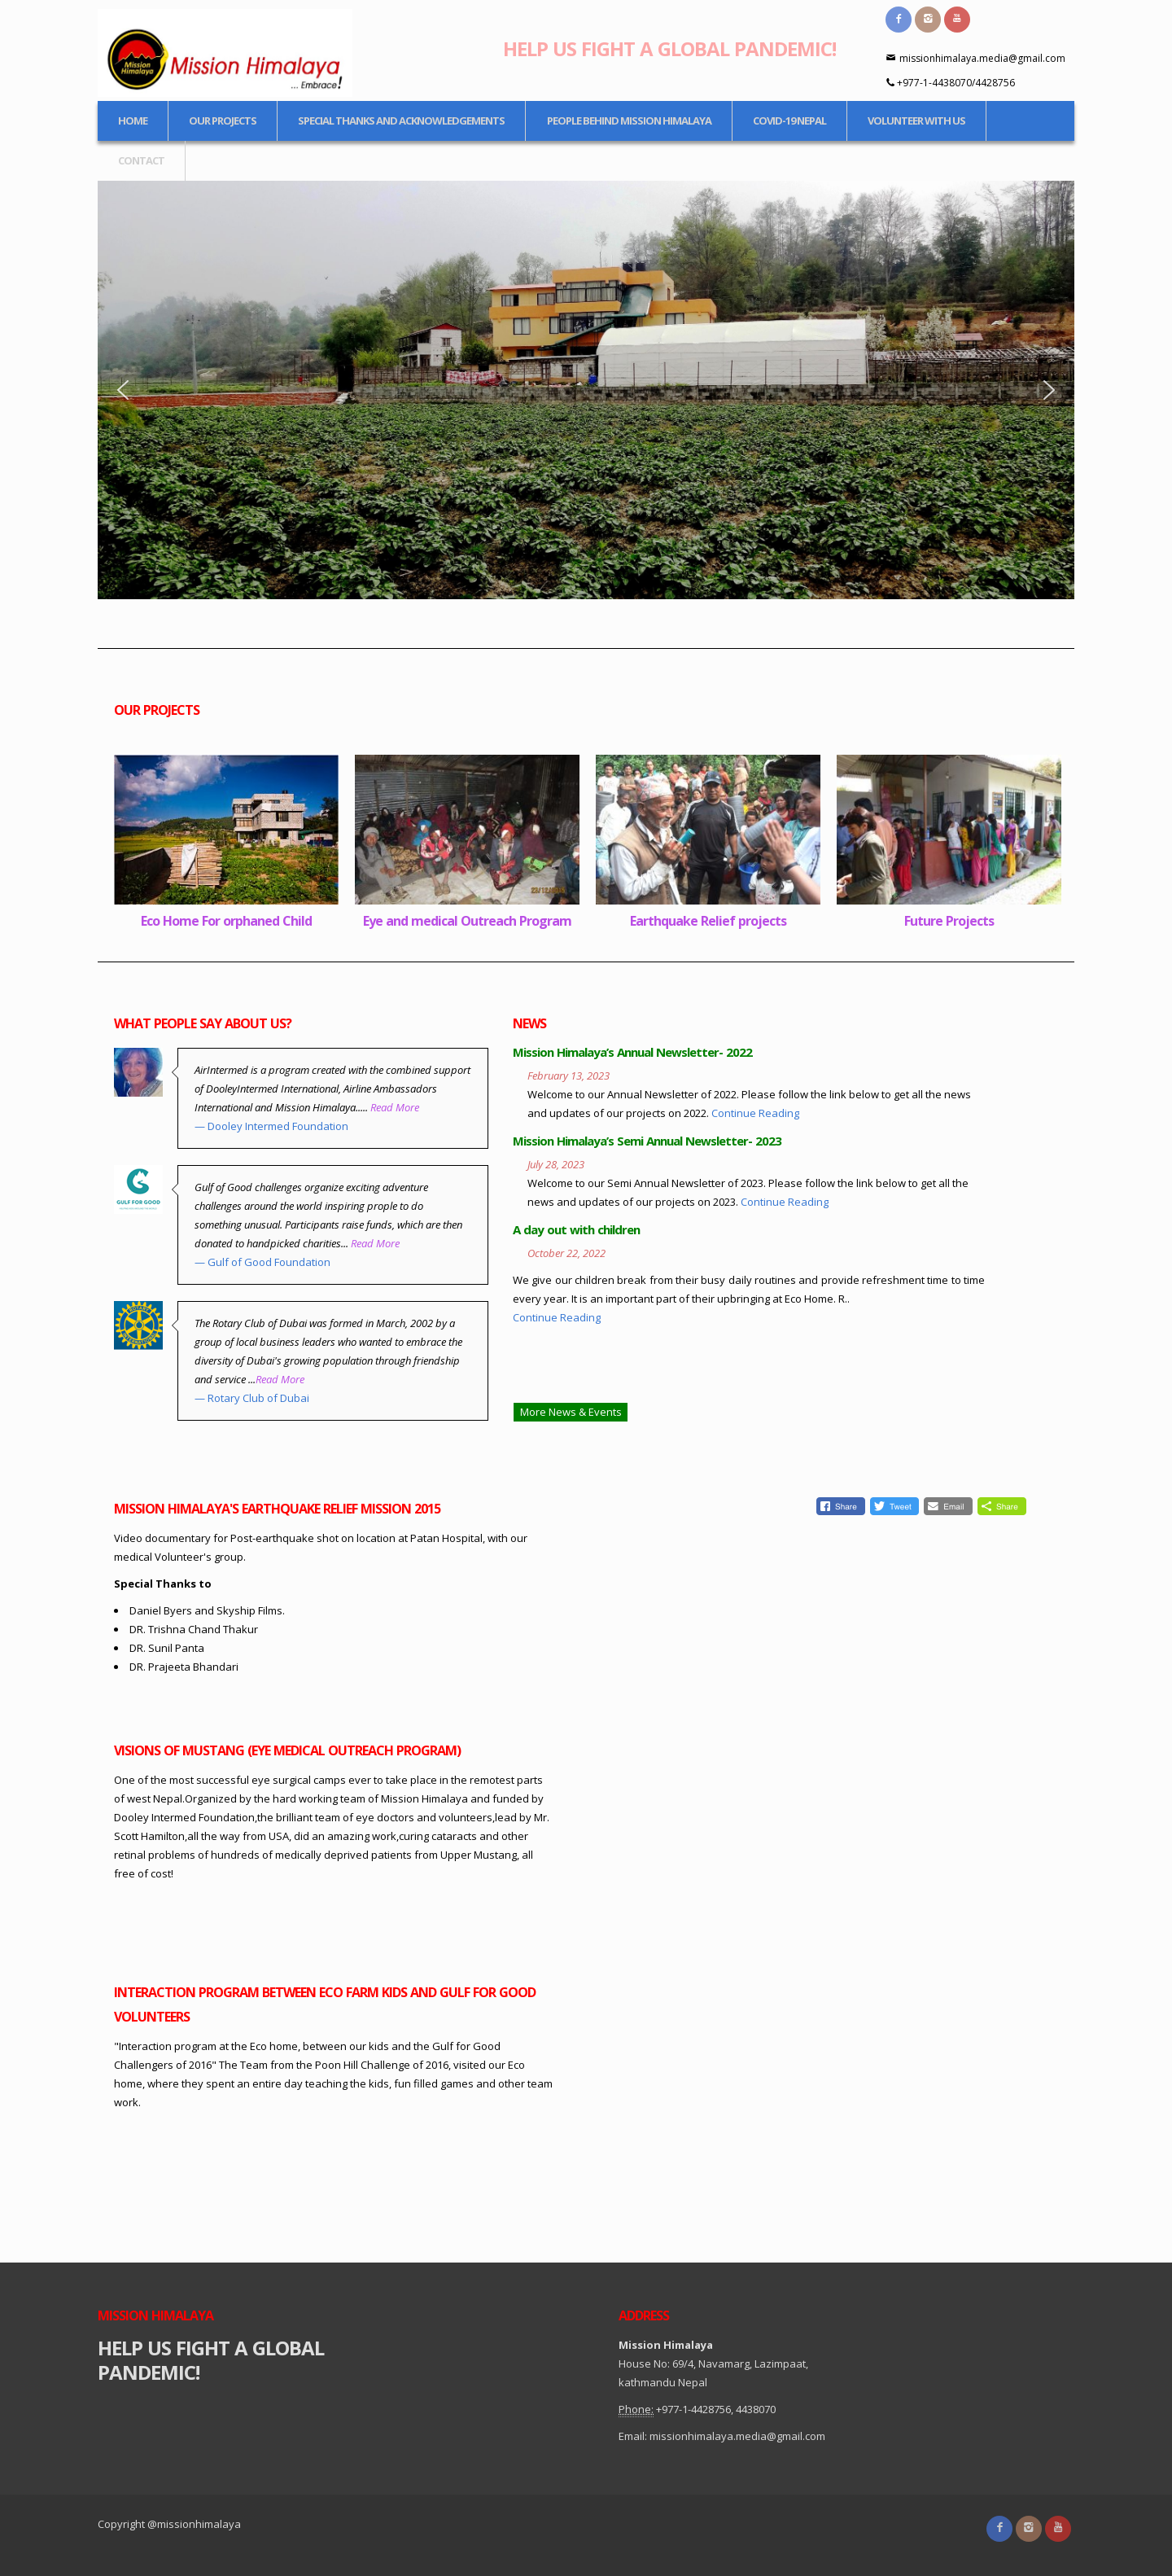 Mission Himalaya
Mission Himalaya
... Embrace!
HELP US FIGHT A GLOBAL PANDEMIC!
missionhimalaya.media@gmail.com
+977-1-4438070/4428756
HOME
OUR PROJECTS
SPECIAL THANKS AND ACKNOWLEDGEMENTS
PEOPLE BEHIND MISSION HIMALAYA
COVID-19 NEPAL
VOLUNTEER WITH US
CONTACT
OUR PROJECTS
Eco Home For orphaned Child
Eye and medical Outreach Program
Earthquake Relief projects
Future Projects
WHAT PEOPLE SAY ABOUT US?
AirIntermed is a program created with the combined support
of DooleyIntermed International, Airline Ambassadors
International and Mission Himalaya..... Read More
— Dooley Intermed Foundation
GULF FOR GOOD
Gulf of Good challenges organize exciting adventure
challenges around the world inspiring prople to do
something unusual. Participants raise funds, which are then
donated to handpicked charities... Read More
— Gulf of Good Foundation
The Rotary Club of Dubai was formed in March, 2002 by a
group of local business leaders who wanted to embrace the
diversity of Dubai's growing population through friendship
and service ...Read More
— Rotary Club of Dubai
NEWS
Mission Himalaya's Annual Newsletter- 2022
February 13, 2023
Welcome to our Annual Newsletter of 2022. Please follow the link below to get all the news
and updates of our projects on 2022. Continue Reading
Mission Himalaya's Semi Annual Newsletter- 2023
July 28, 2023
Welcome to our Semi Annual Newsletter of 2023. Please follow the link below to get all the
news and updates of our projects on 2023. Continue Reading
A day out with children
October 22, 2022
We give our children break from their busy daily routines and provide refreshment time to time
every year. It is an important part of their upbringing at Eco Home. R..
Continue Reading
More News & Events
MISSION HIMALAYA'S EARTHQUAKE RELIEF MISSION 2015
Video documentary for Post-earthquake shot on location at Patan Hospital, with our
medical Volunteer's group.
Special Thanks to
Daniel Byers and Skyship Films.
DR. Trishna Chand Thakur
DR. Sunil Panta
DR. Prajeeta Bhandari
Share
Tweet
Email
Share
VISIONS OF MUSTANG (EYE MEDICAL OUTREACH PROGRAM)
One of the most successful eye surgical camps ever to take place in the remotest parts
of west Nepal.Organized by the hard working team of Mission Himalaya and funded by
Dooley Intermed Foundation,the brilliant team of eye doctors and volunteers,lead by Mr.
Scott Hamilton,all the way from USA, did an amazing work,curing cataracts and other
retinal problems of hundreds of medically deprived patients from Upper Mustang, all
free of cost!
INTERACTION PROGRAM BETWEEN ECO FARM KIDS AND GULF FOR GOOD
VOLUNTEERS
"Interaction program at the Eco home, between our kids and the Gulf for Good
Challengers of 2016" The Team from the Poon Hill Challenge of 2016, visited our Eco
home, where they spent an entire day teaching the kids, fun filled games and other team
work.
MISSION HIMALAYA
HELP US FIGHT A GLOBAL
PANDEMIC!
ADDRESS
Mission Himalaya
House No: 69/4, Navamarg, Lazimpaat,
kathmandu Nepal
Phone: +977-1-4428756, 4438070
Email: missionhimalaya.media@gmail.com
Copyright @missionhimalaya